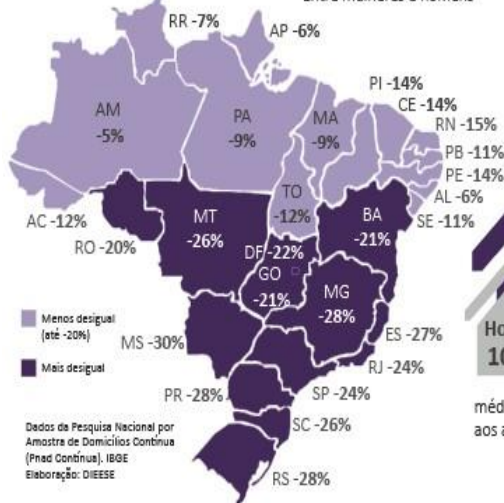 RR -7%
AP -6%
PI -14%
CE -14%
RN -15%
AM
-5%
PA
-9%
MA
-9%
PB -11%
PE -14%
AL -6%
SE -11%
TO
-12%
AC -12%
RO -20%
MT
-26%
BA
-21%
DF -22%
GO
-21%
MG
-28%
Menos desigual
(até -20%)
Mais desigual
MS -30%
ES -27%
RJ -24%
PR -28%
SP -24%
SC -26%
RS -28%
Dados da Pesquisa Nacional por
Amostra de Domicílios Contínua
(Pnad Contínua). IBGE
Elaboração: DIEESE
Ho
10
méd
aos a